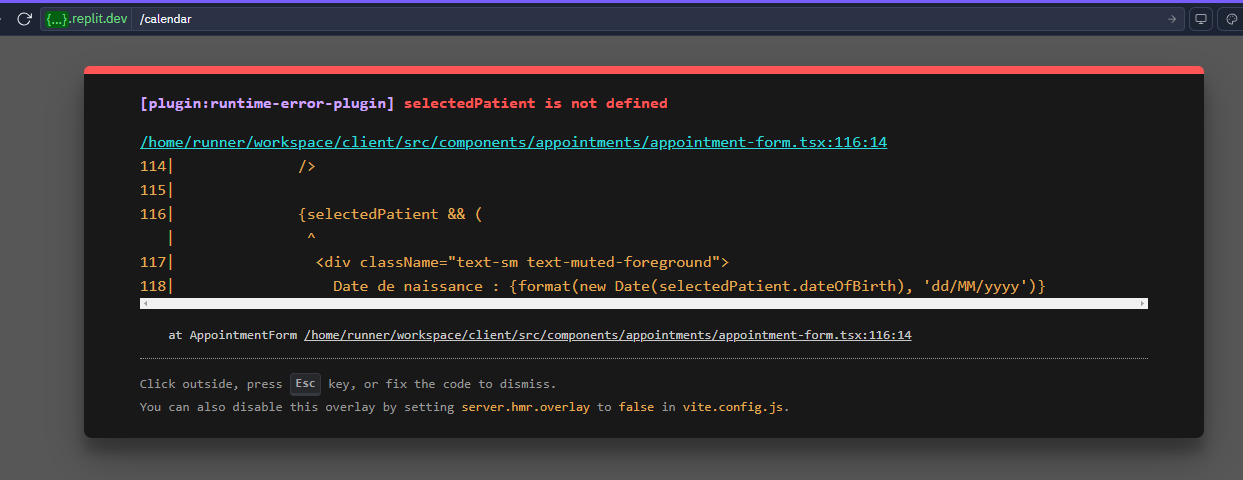 {...}.replit.dev /calendar
[plugin:runtime-error-plugin] selectedPatient is not defined
/home/runner/workspace/client/src/components/appointments/appointment-form.tsx:116:14
114|              />
115|
116|              {selectedPatient && (
   |               ^
117|                <div className="text-sm text-muted-foreground">
118|                  Date de naissance : {format(new Date(selectedPatient.dateOfBirth), 'dd/MM/yyyy')}
at AppointmentForm /home/runner/workspace/client/src/components/appointments/appointment-form.tsx:116:14
Click outside, press Esc key, or fix the code to dismiss.
You can also disable this overlay by setting server.hmr.overlay to false in vite.config.js.